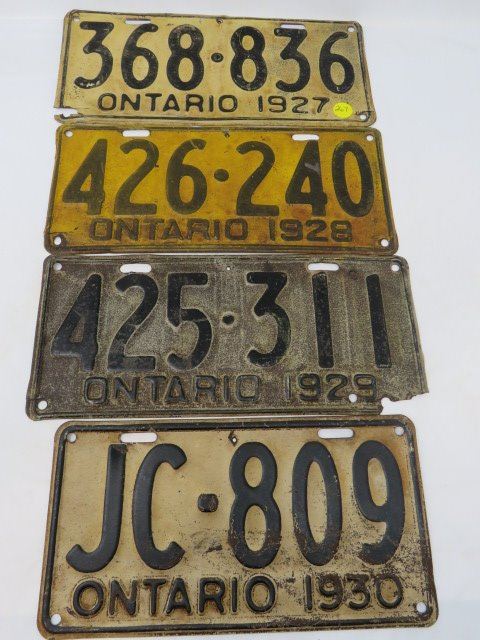 368·836
ONTARIO 1927
426·240
ONTARIO 1928
425·311
ONTARIO 1929
JC·809
ONTARIO 1930